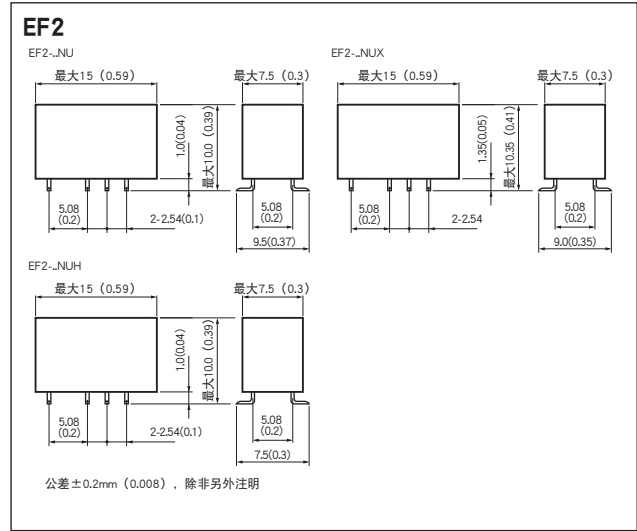 EF2
EF2-..NU
最大15（0.59）
最大7.5（0.3）
1.0(0.04)
最大10.0（0.39）
5.08
(0.2)
2-2.54(0.1)
5.08
(0.2)
9.5(0.37)
EF2-..NUX
最大15（0.59）
最大7.5（0.3）
1.35(0.05)
最大10.35（0.41）
5.08
(0.2)
2-2.54
5.08
(0.2)
9.0(0.35)
EF2-..NUH
最大15（0.59）
最大7.5（0.3）
1.0(0.04)
最大10.0（0.39）
5.08
(0.2)
2-2.54(0.1)
5.08
(0.2)
7.5(0.3)
公差±0.2mm（0.008），除非另外注明